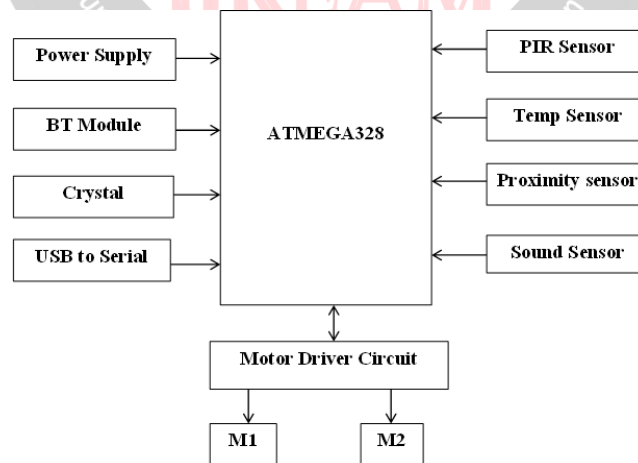 Power Supply
BT Module
Crystal
USB to Serial
ATMEGA328
PIR Sensor
Temp Sensor
Proximity sensor
Sound Sensor
Motor Driver Circuit
M1
M2